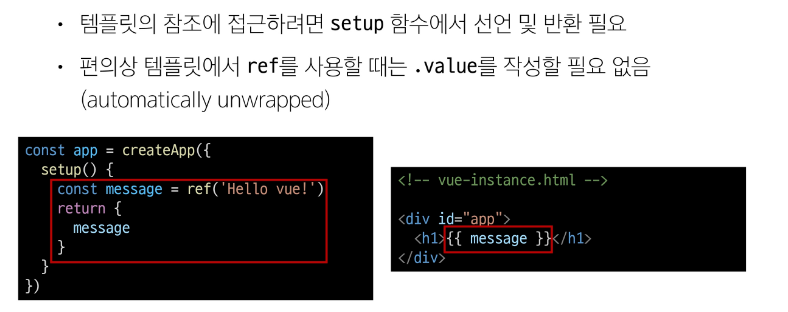 • 템플릿의 참조에 접근하려면 setup 함수에서 선언 및 반환 필요
• 편의상 템플릿에서 ref를 사용할 때는 .value를 작성할 필요 없음
(automatically unwrapped)
const app = createApp({
  setup() {
    const message = ref('Hello vue!')
    return {
      message
    }
  }
})
<!-- vue-instance.html -->
<div id="app">
  <h1>{{ message }}</h1>
</div>